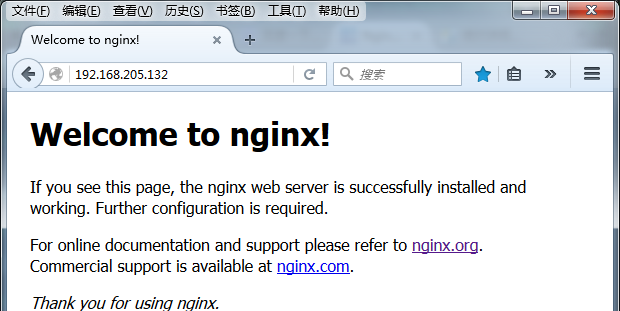 文件(F) 编辑(E) 查看(V) 历史(S) 书签(B) 工具(T) 帮助(H)
Welcome to nginx!
192.168.205.132 搜索
Welcome to nginx!
If you see this page, the nginx web server is successfully installed and
working. Further configuration is required.
For online documentation and support please refer to nginx.org.
Commercial support is available at nginx.com.
Thank you for using nginx.